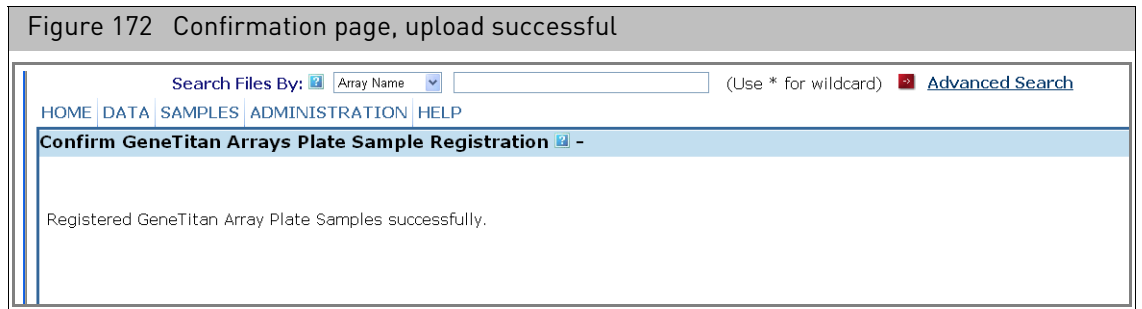 Figure 172 Confirmation page, upload successful
Search Files By: ? Array Name (Use * for wildcard) Advanced Search
HOME DATA SAMPLES ADMINISTRATION HELP
Confirm GeneTitan Arrays Plate Sample Registration ? –
Registered GeneTitan Array Plate Samples successfully.